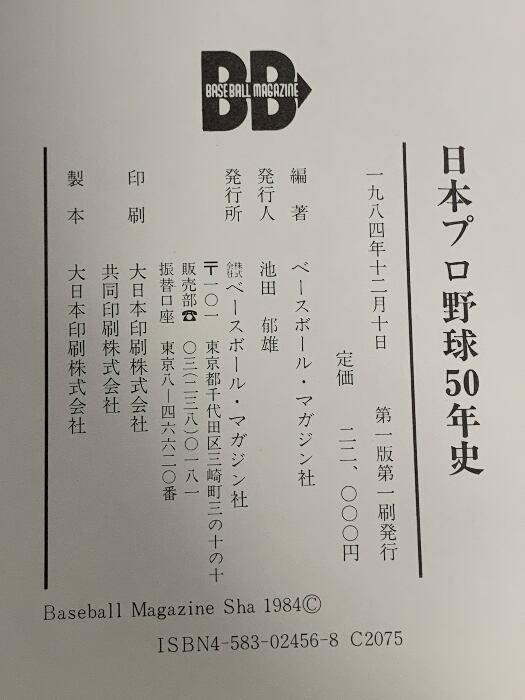 BB
BASEBALL MAGAZINE
日本プロ野球50年史
一九八四年十二月十日　第一版第一刷発行
定価　二二、〇〇〇円
編著　ベースボール・マガジン社
発行人　池田　郁雄
発行所　株式会社ベースボール・マガジン社
〒一〇一　東京都千代田区三崎町三の十の十
販売部☎　〇三(二三八)〇一八一
振替口座　東京八―四六六二〇番
印刷　大日本印刷株式会社
共同印刷株式会社
製本　大日本印刷株式会社
Baseball Magazine Sha 1984©
ISBN4-583-02456-8 C2075